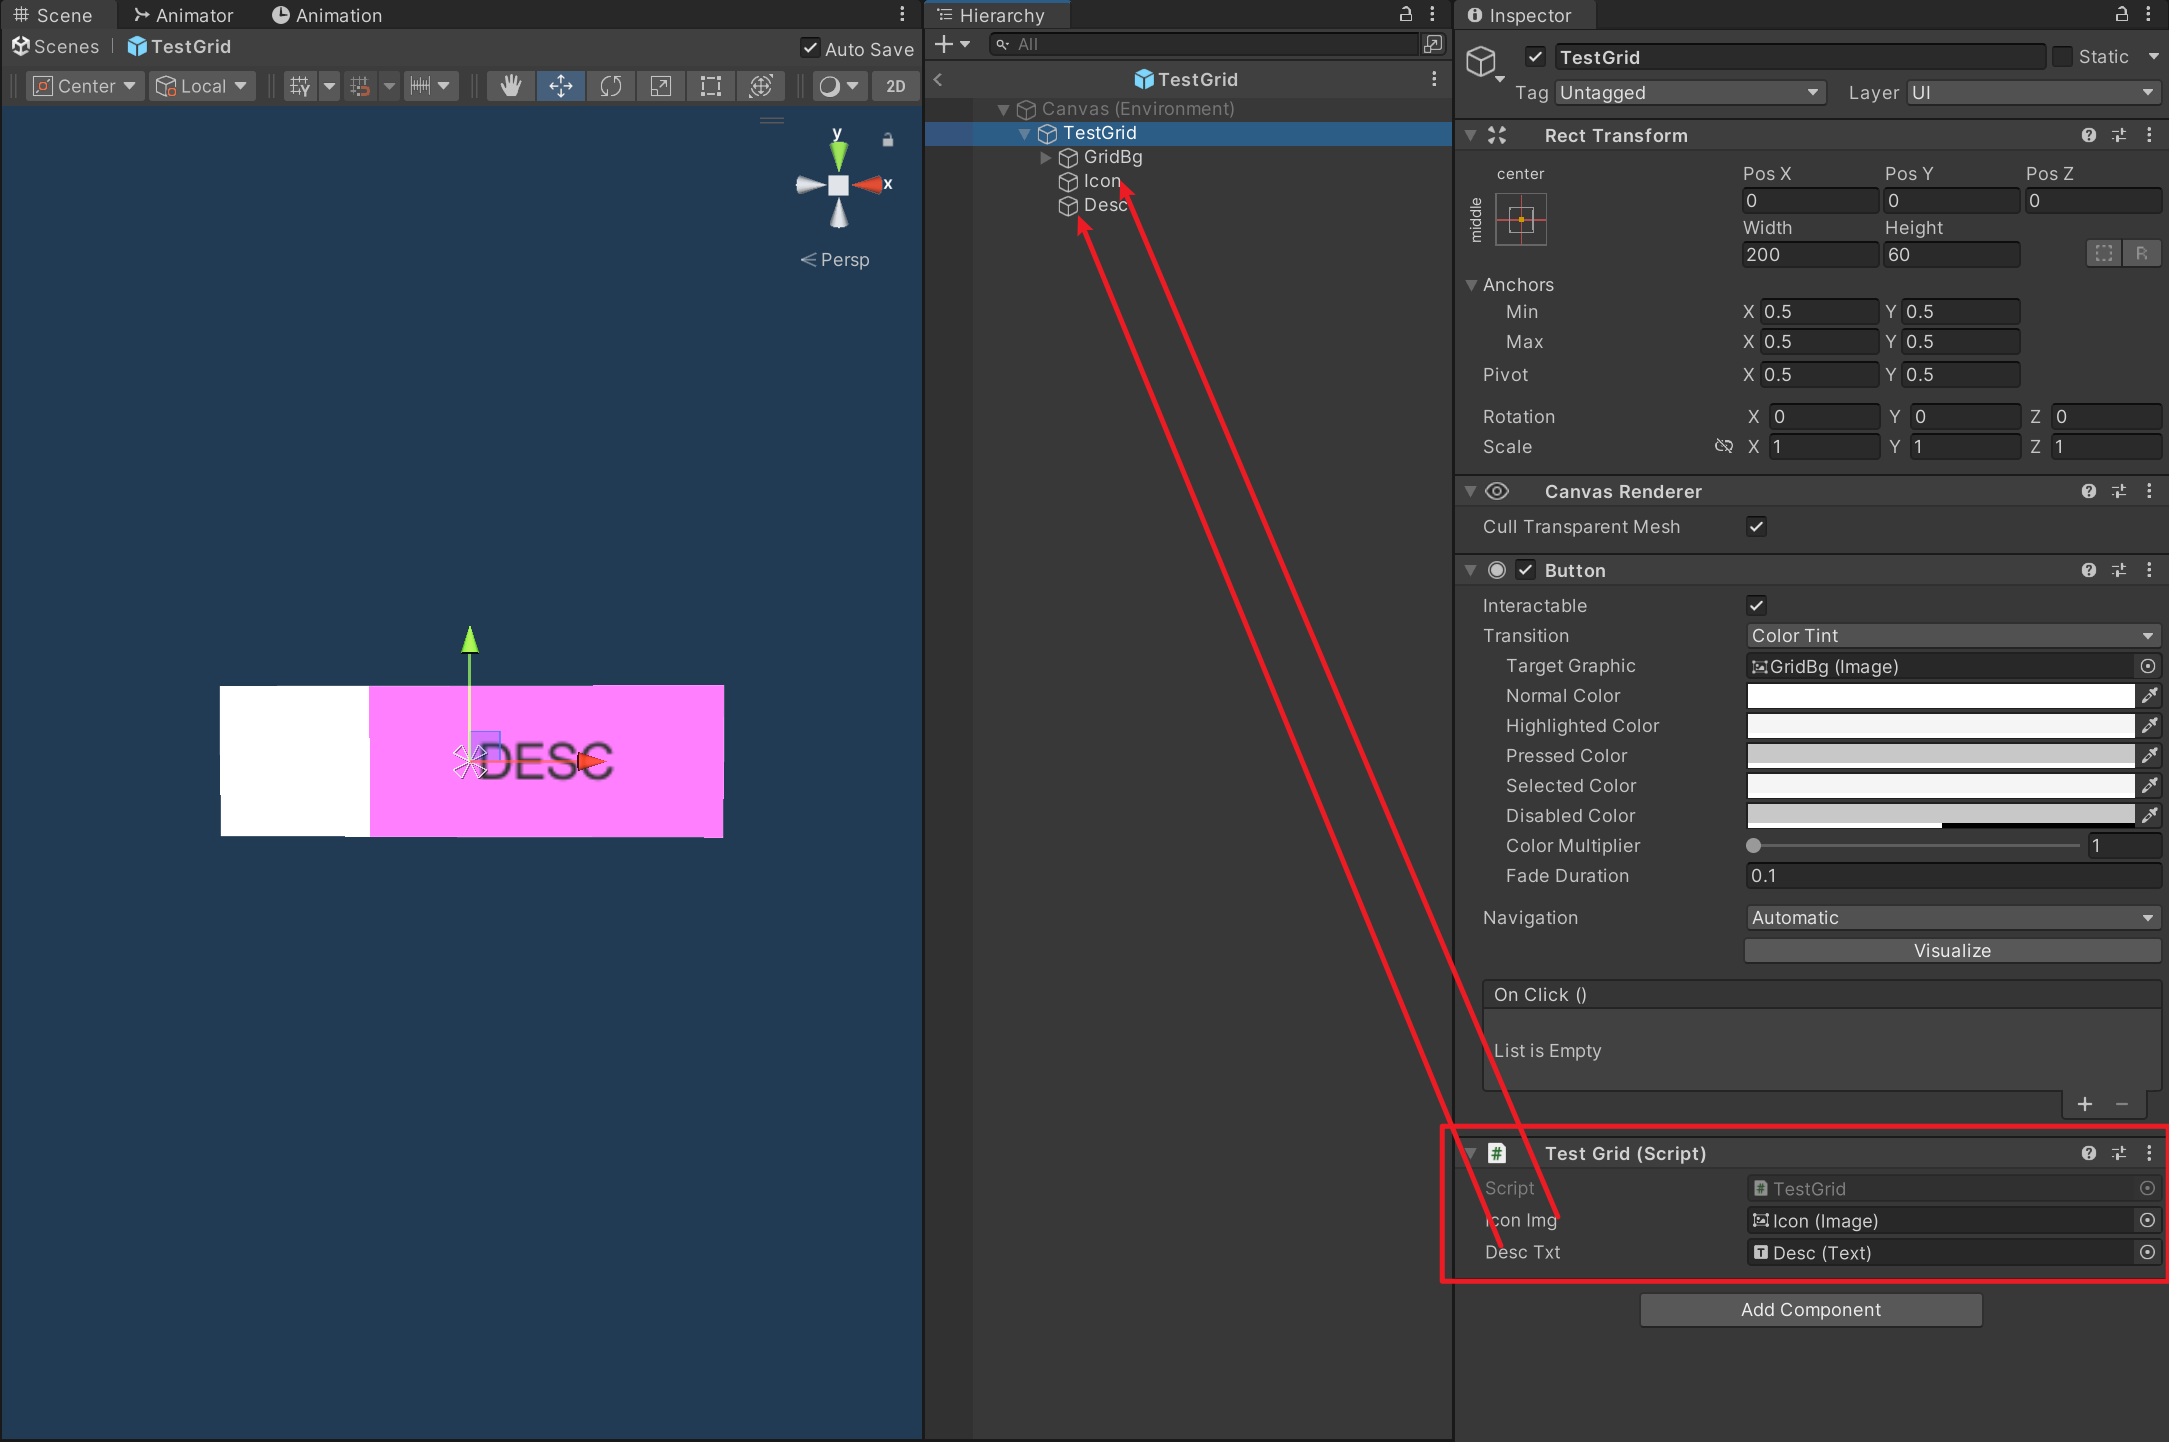 Scene Animator Animation
Scenes TestGrid Auto Save
Center Local 2D
y
x
Persp
DESC
Hierarchy
All
TestGrid
Canvas (Environment)
TestGrid
GridBg
Icon
Desc
Inspector
TestGrid Static
Tag Untagged Layer UI
Rect Transform
center
middle
Pos X Pos Y Pos Z
0 0 0
Width Height
200 60 R
Anchors
Min X 0.5 Y 0.5
Max X 0.5 Y 0.5
Pivot X 0.5 Y 0.5
Rotation X 0 Y 0 Z 0
Scale X 1 Y 1 Z 1
Canvas Renderer
Cull Transparent Mesh
Button
Interactable
Transition Color Tint
Target Graphic GridBg (Image)
Normal Color
Highlighted Color
Pressed Color
Selected Color
Disabled Color
Color Multiplier 1
Fade Duration 0.1
Navigation Automatic
Visualize
On Click ()
List is Empty
+ −
# Test Grid (Script)
Script # TestGrid
Icon Img Icon (Image)
Desc Txt T Desc (Text)
Add Component